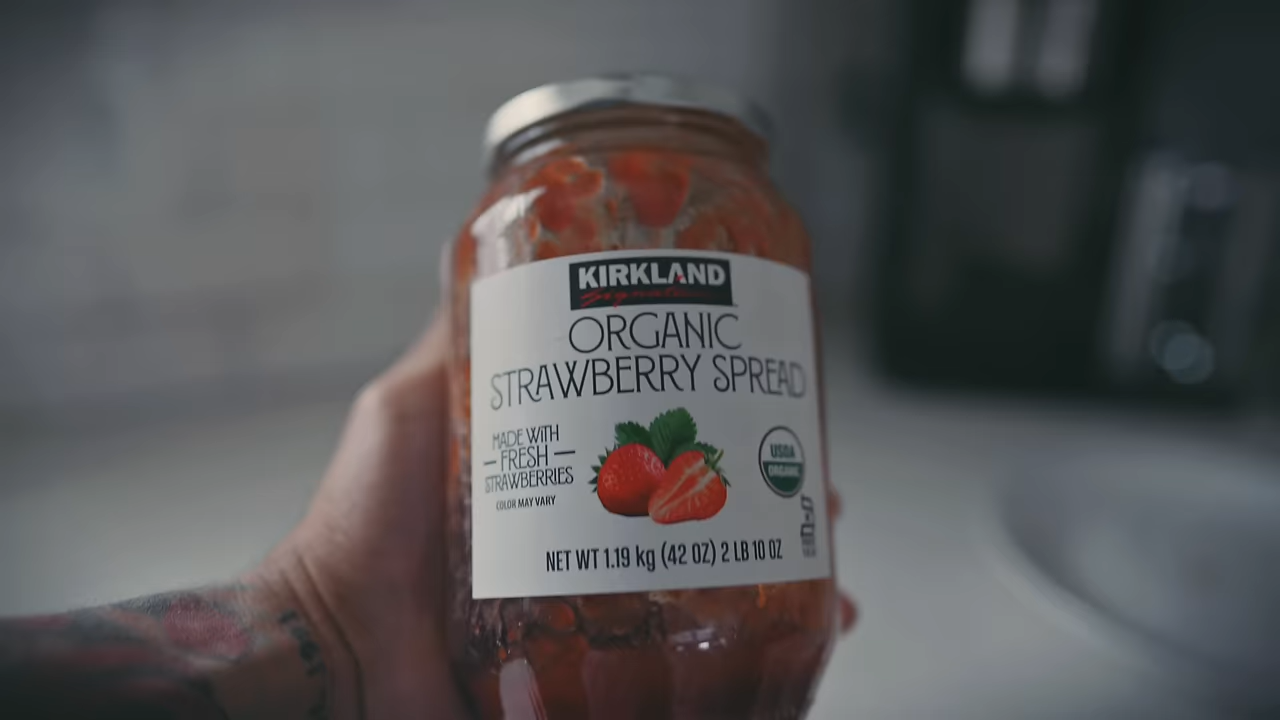 KIRKLAND
Signature
ORGANIC
STRAWBERRY SPREAD
MADE WITH
FRESH
STRAWBERRIES
COLOR MAY VARY
USDA
ORGANIC
NET WT 1.19 kg (42 OZ) 2 LB 10 OZ